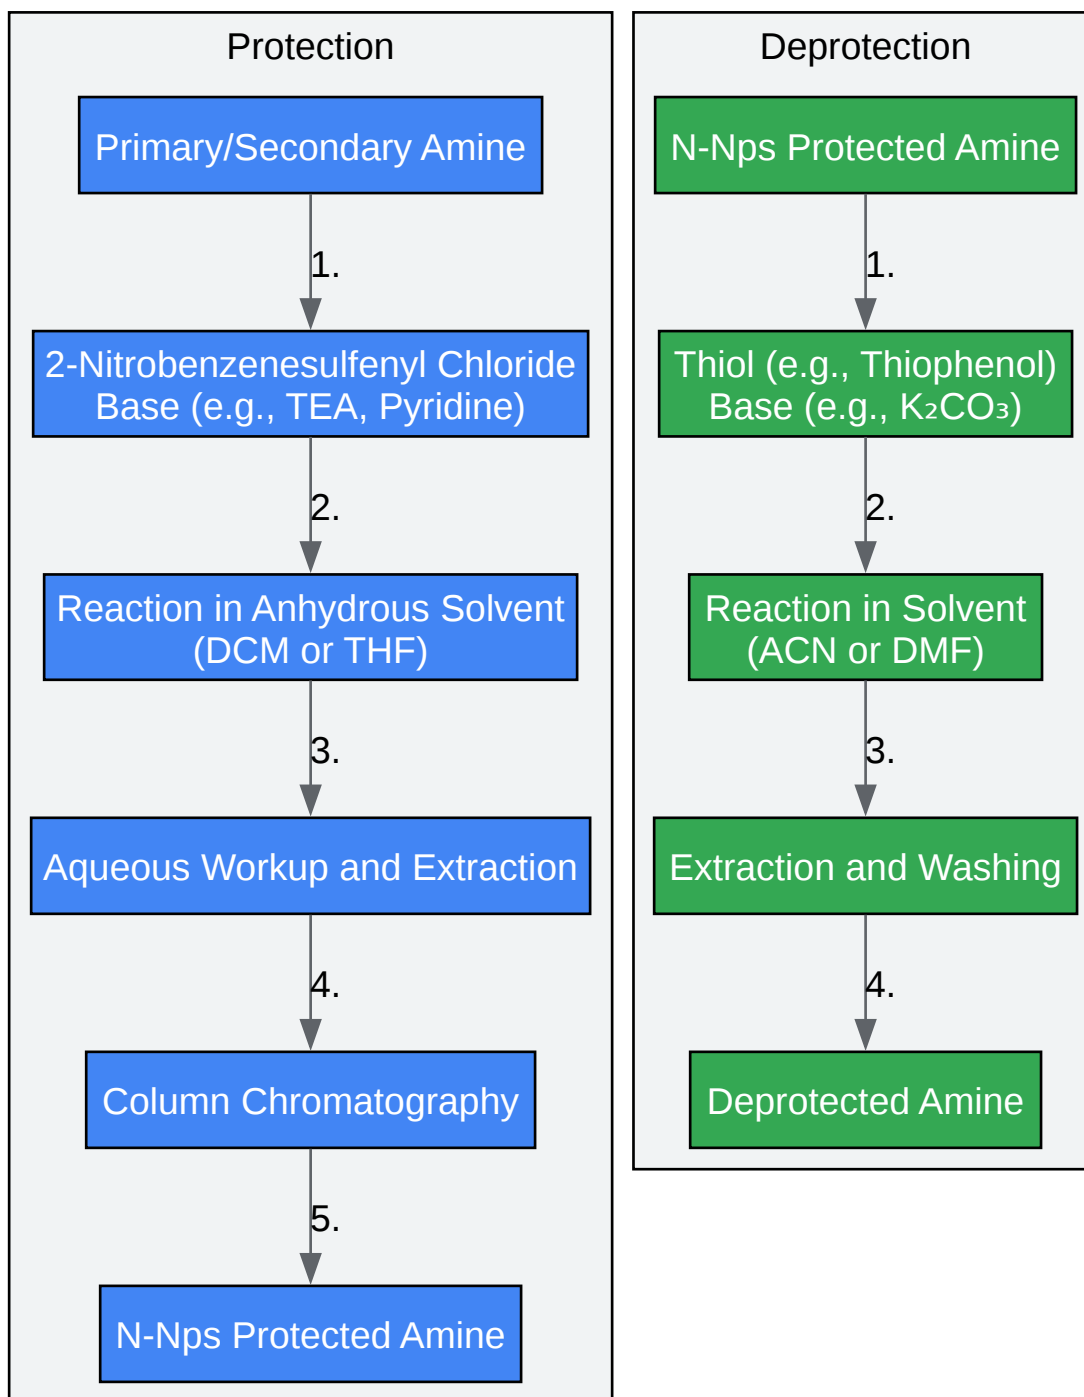 Protection
Primary/Secondary Amine
1.
2-Nitrobenzenesulfenyl Chloride
Base (e.g., TEA, Pyridine)
2.
Reaction in Anhydrous Solvent
(DCM or THF)
3.
Aqueous Workup and Extraction
4.
Column Chromatography
5.
N-Nps Protected Amine
Deprotection
N-Nps Protected Amine
1.
Thiol (e.g., Thiophenol)
Base (e.g., K₂CO₃)
2.
Reaction in Solvent
(ACN or DMF)
3.
Extraction and Washing
4.
Deprotected Amine